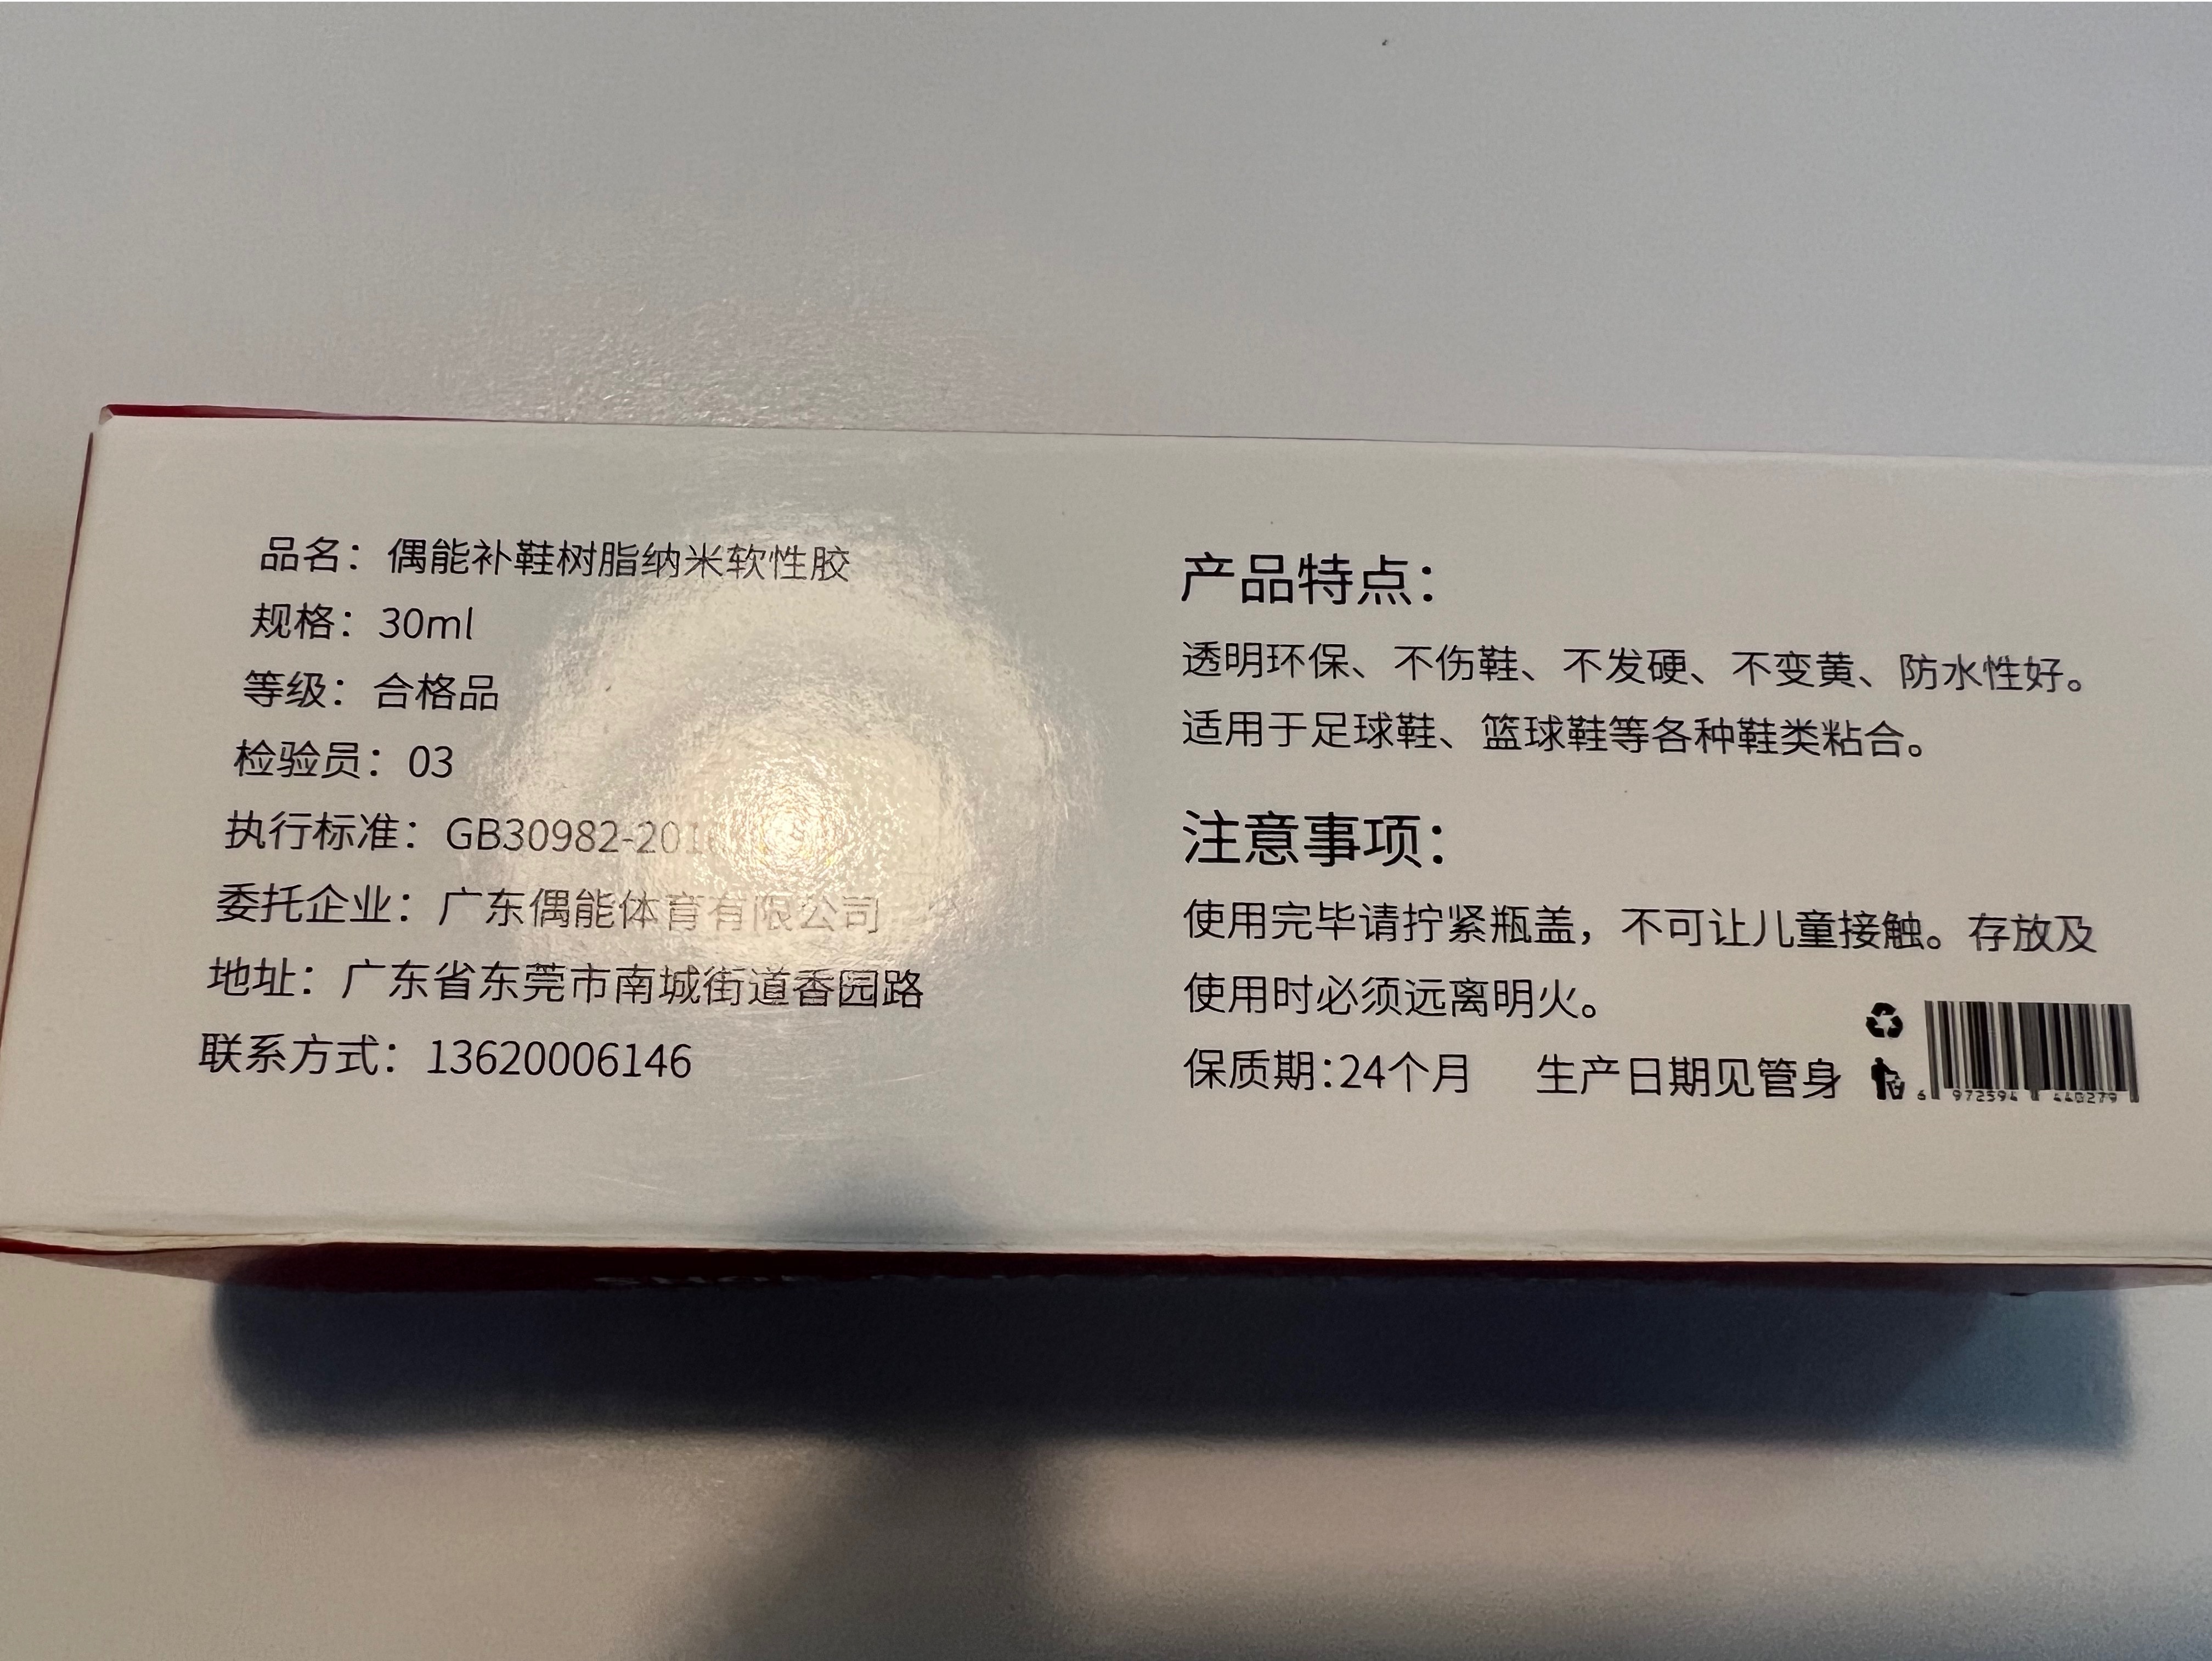 品名：偶能补鞋树脂纳米软性胶
规格：30ml
等级：合格品
检验员：03
执行标准：GB30982-201
委托企业：广东偶能体育有限公司
地址：广东省东莞市南城街道香园路
联系方式：13620006146
产品特点：
透明环保、不伤鞋、不发硬、不变黄、防水性好。
适用于足球鞋、篮球鞋等各种鞋类粘合。
注意事项：
使用完毕请拧紧瓶盖，不可让儿童接触。存放及
使用时必须远离明火。
保质期：24个月 生产日期见管身
6 972594 440279